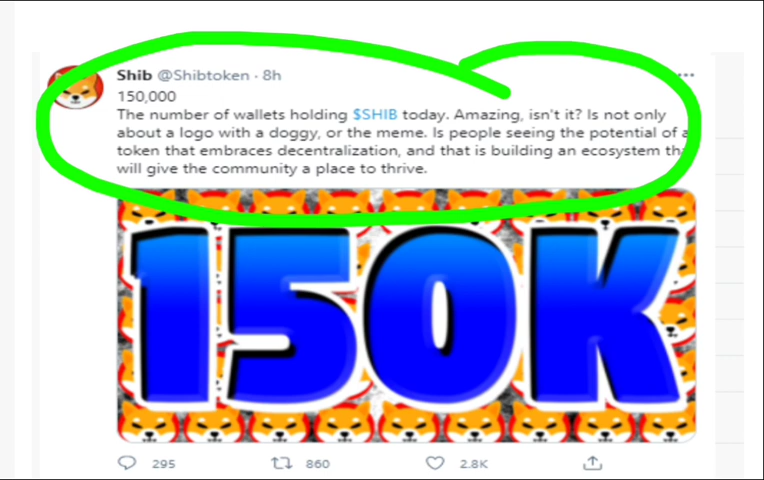 Shib @Shibtoken · 8h
150,000
The number of wallets holding $SHIB today. Amazing, isn't it? Is not only
about a logo with a doggy, or the meme. Is people seeing the potential of a
token that embraces decentralization, and that is building an ecosystem
will give the community a place to thrive.
150K
295 860 2.8K